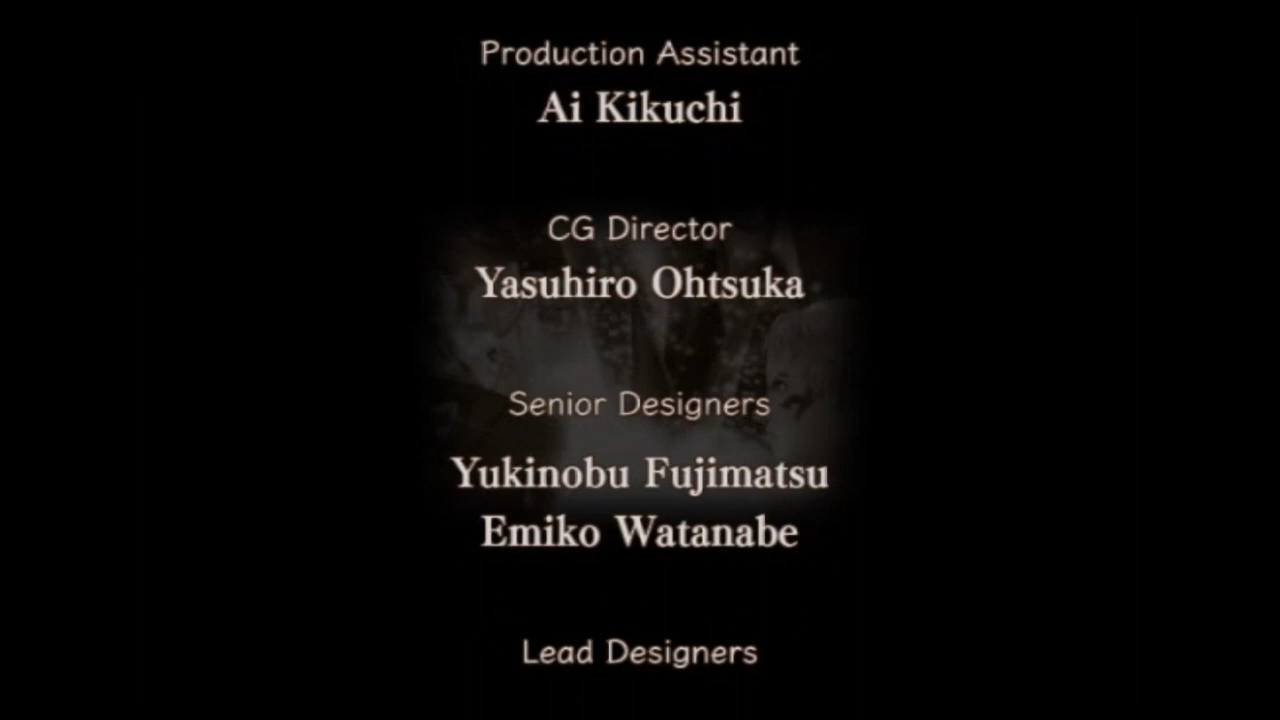 Production Assistant
Ai Kikuchi
CG Director
Yasuhiro Ohtsuka
Senior Designers
Yukinobu Fujimatsu
Emiko Watanabe
Lead Designers